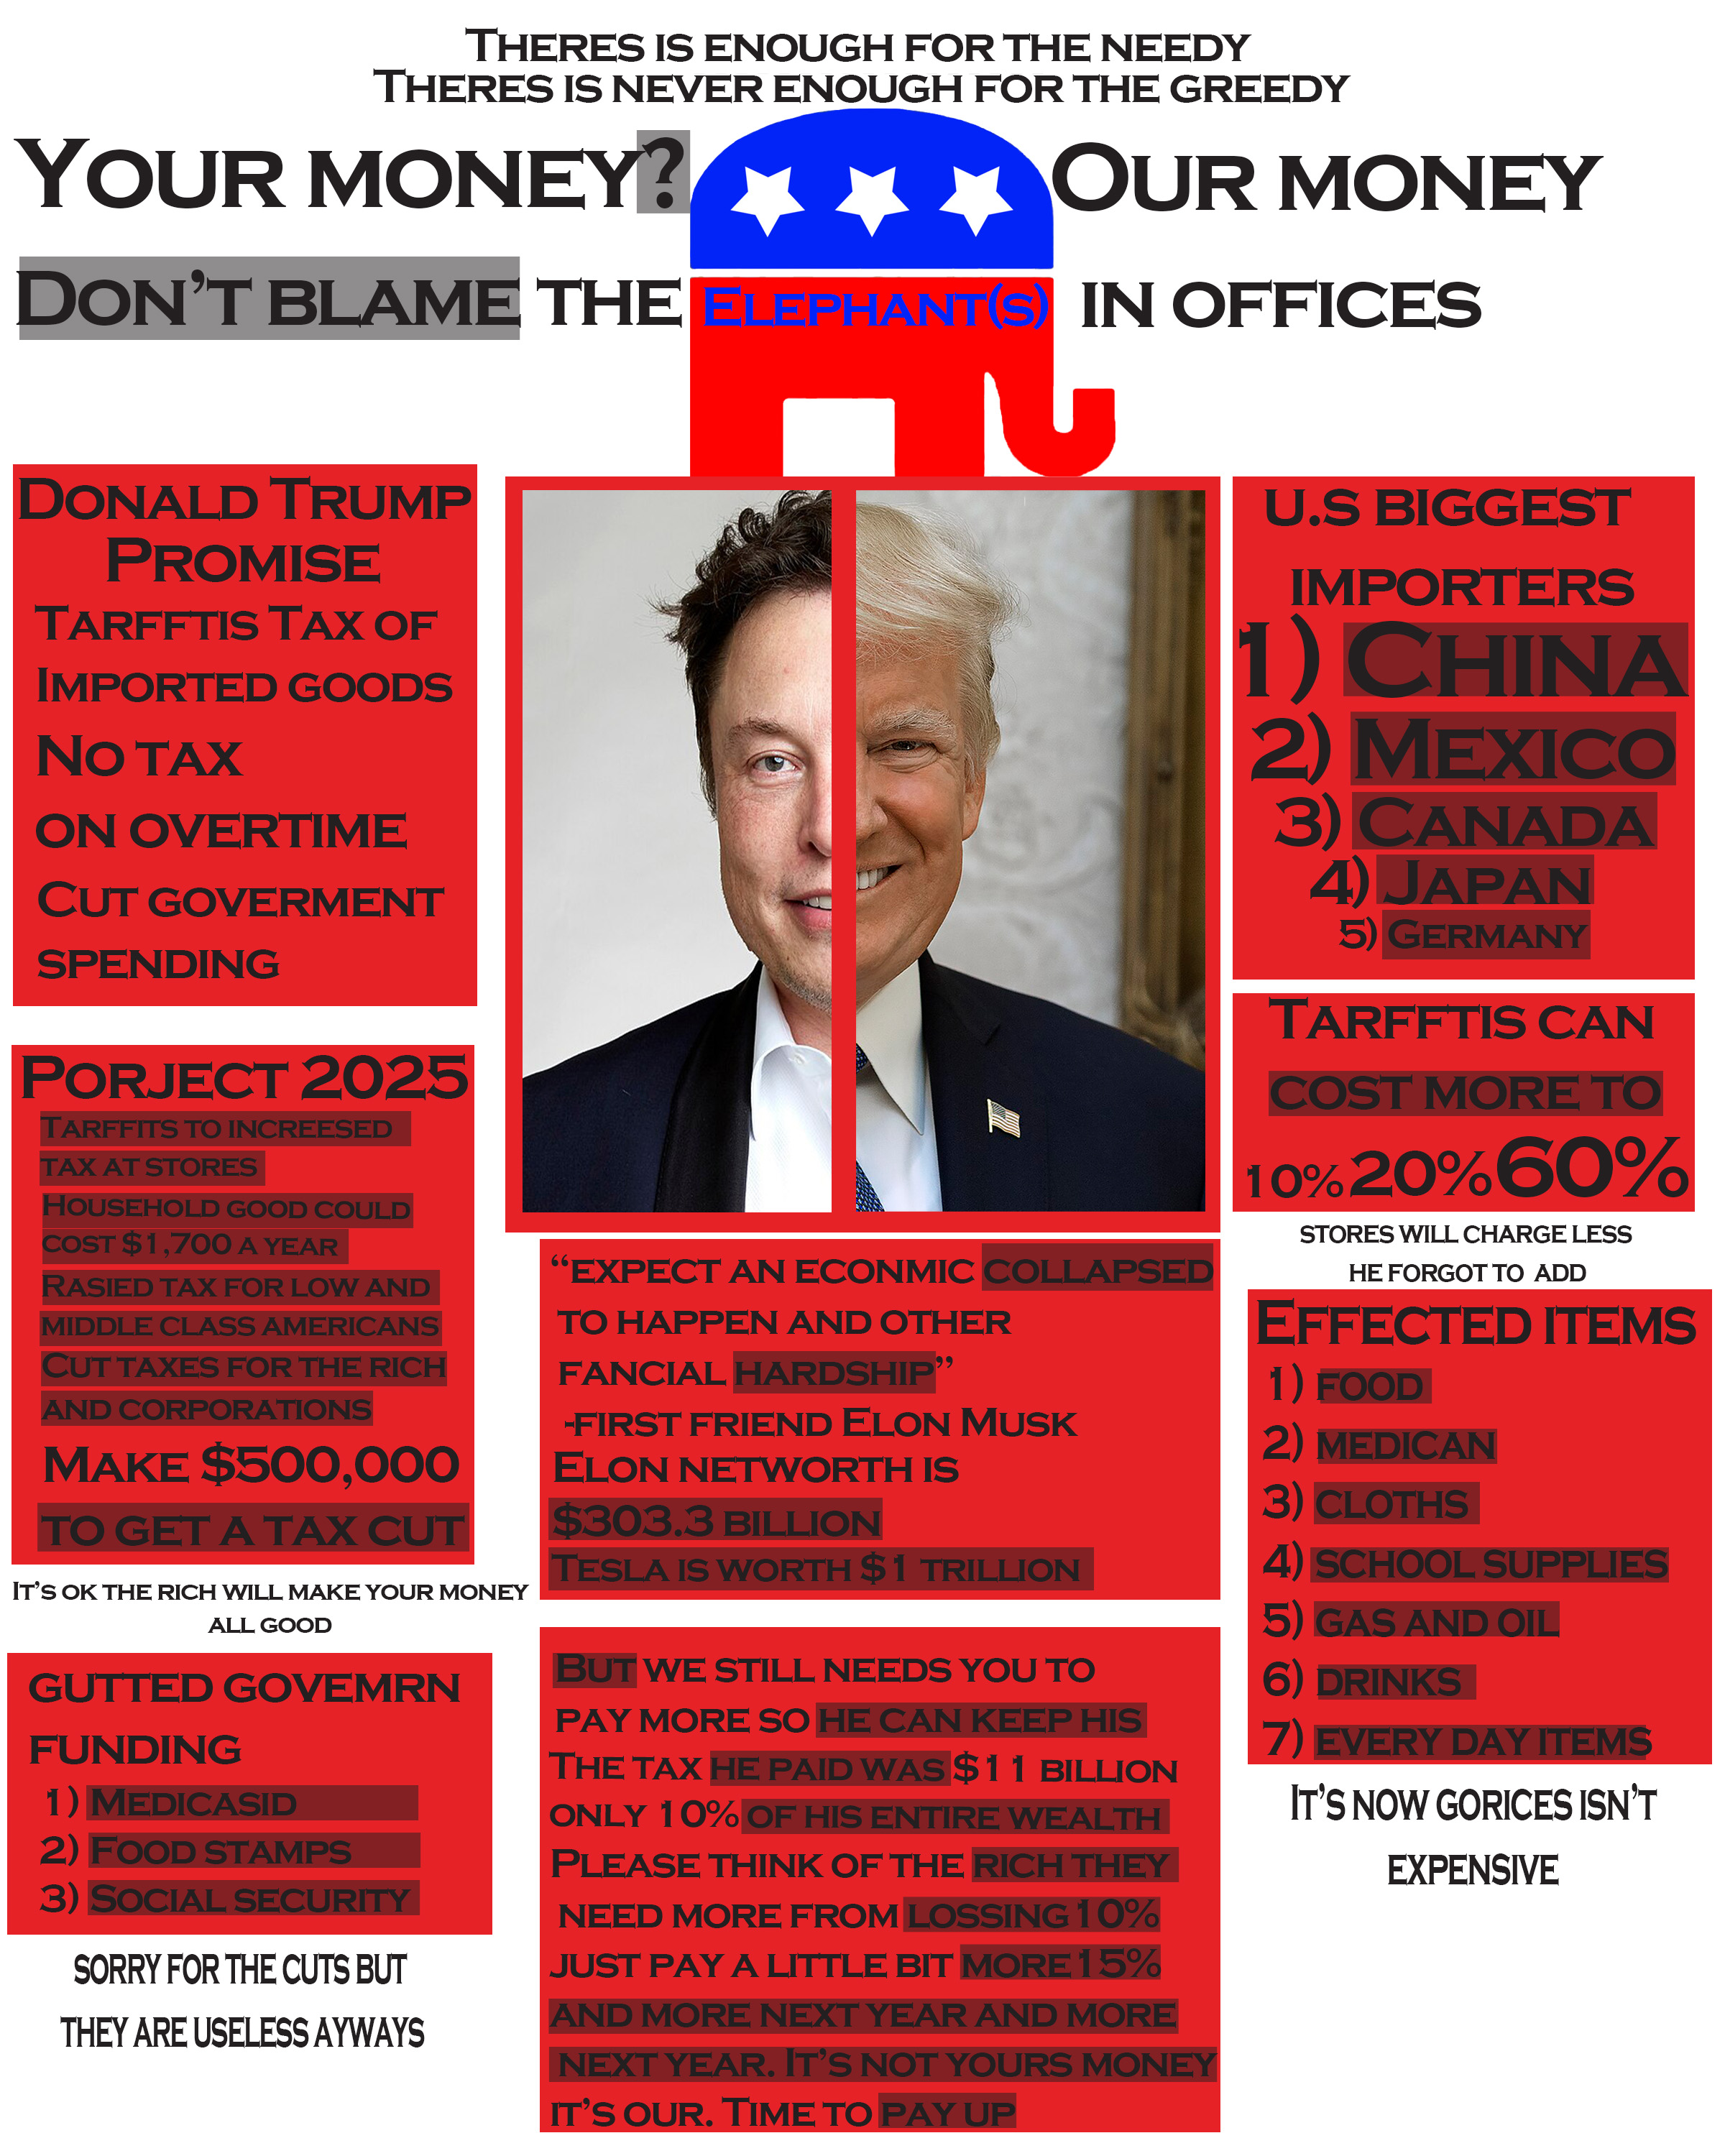 Theres is enough for the needy
Theres is never enough for the greedy
Your money? Our money
Don't blame the Elephant(s) in offices
Donald Trump
Promise
Tarfftis Tax of
Imported goods
No tax
on overtime
Cut goverment
spending
Porject 2025
Tarffits to increesed
tax at stores
Household good could
cost $1,700 a year
Rasied tax for low and
middle class americans
Cut taxes for the rich
and corporations
Make $500,000
to get a tax cut
It's ok the rich will make your money
all good
gutted govemrn
funding
1) Medicasid
2) Food stamps
3) Social security
sorry for the cuts but
they are useless ayways
"expect an econmic collapsed
to happen and other
fancial hardship"
-first friend Elon Musk
Elon networth is
$303.3 billion
Tesla is worth $1 trillion
But we still needs you to
pay more so he can keep his
The tax he paid was $11 billion
only 10% of his entire wealth
Please think of the rich they
need more from lossing 10%
just pay a little bit more 15%
and more next year and more
next year. It's not yours money
it's our. Time to pay up
U.S biggest
importers
1) China
2) Mexico
3) Canada
4) Japan
5) Germany
Tarfftis can
cost more to
10% 20% 60%
stores will charge less
he forgot to add
Effected items
1) food
2) medican
3) cloths
4) school supplies
5) gas and oil
6) drinks
7) every day items
It's now gorices isn't
expensive